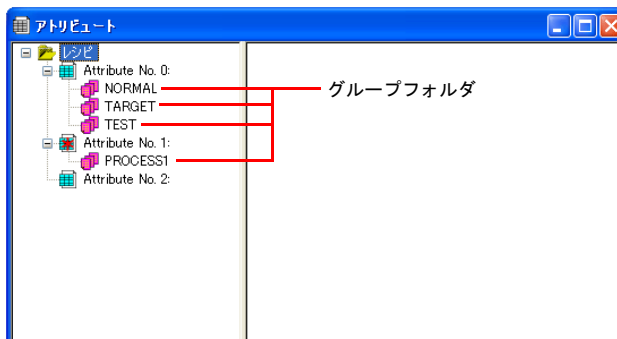 アトリビュート
レシピ
Attribute No. 0:
NORMAL
グループフォルダ
TARGET
TEST
Attribute No. 1:
PROCESS1
Attribute No. 2: